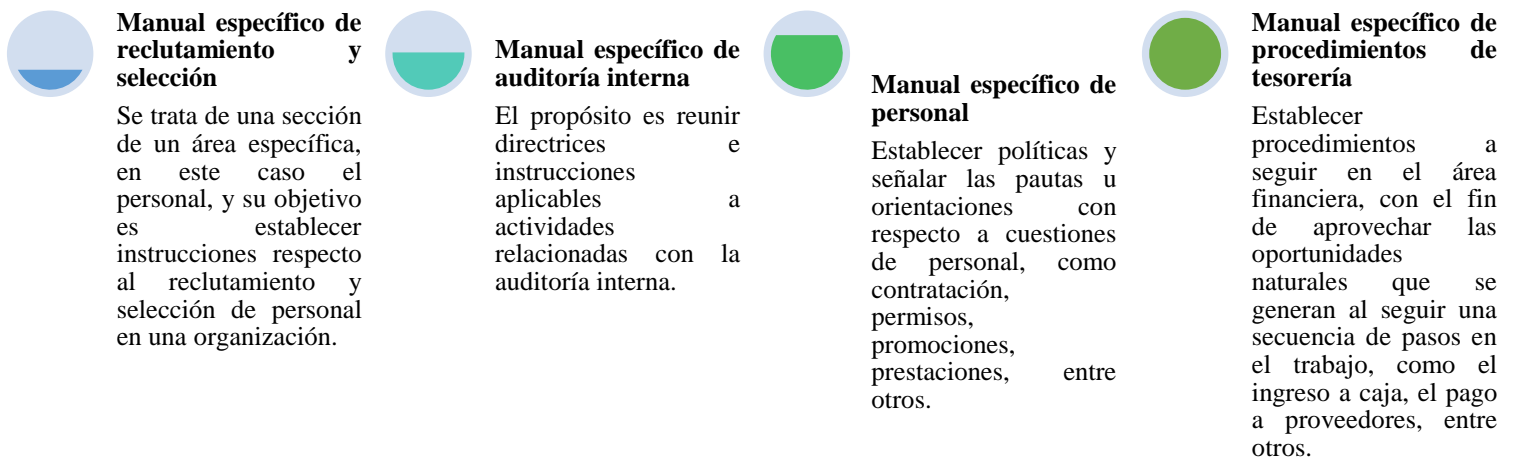 Manual específico de
reclutamiento y
selección
Se trata de una sección
de un área específica,
en este caso el
personal, y su objetivo
es establecer
instrucciones respecto
al reclutamiento y
selección de personal
en una organización.
Manual específico de
auditoría interna
El propósito es reunir
directrices e
instrucciones
aplicables a
actividades
relacionadas con la
auditoría interna.
Manual específico de
personal
Establecer políticas y
señalar las pautas u
orientaciones con
respecto a cuestiones
de personal, como
contratación,
permisos,
promociones,
prestaciones, entre
otros.
Manual específico de
procedimientos de
tesorería
Establecer
procedimientos a
seguir en el área
financiera, con el fin
de aprovechar las
oportunidades
naturales que se
generan al seguir una
secuencia de pasos en
el trabajo, como el
ingreso a caja, el pago
a proveedores, entre
otros.